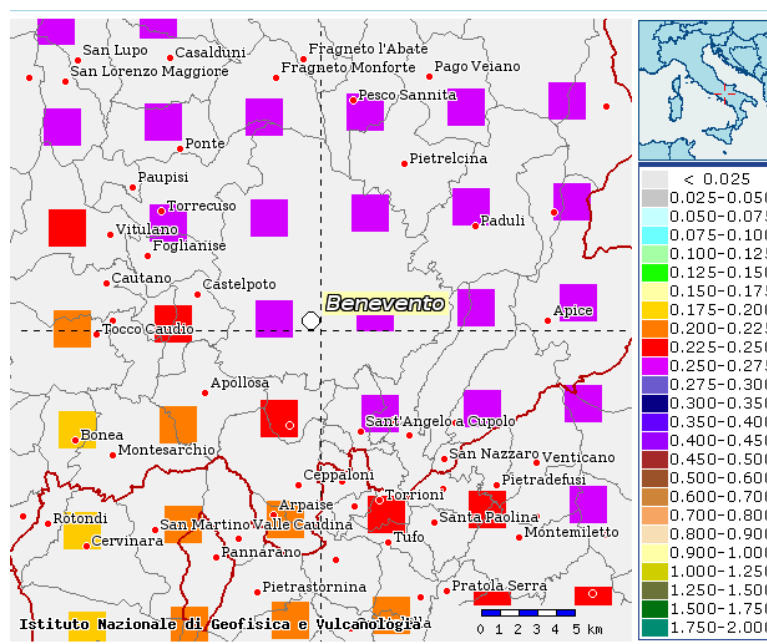 San Lupo
Casalduni
Fragneto l'Abate
San Lorenzo Maggiore
Fragneto Monforte
Pago Veiano
Pesco Sannita
Ponte
Pietrelcina
Paupisi
Torrecuso
Vitulano
Paduli
Foglianise
Cautano
Castelpoto
Benevento
Apice
Tocco Caudio
Apollosa
Sant'Angelo a Cupolo
Bonea
Montesarchio
San Nazzaro
Venticano
Ceppaloni
Pietradefusi
Torrioni
Arpaise
Rotondi
San Martino Valle Caudina
Santa Paolina
Cervinara
Tufo
Montemiletto
Pannarano
Pietrastornina
Pratola Serra
Istituto Nazionale di Geofisica e Vulcanologia
0 1 2 3 4 5 km
< 0.025
0.025-0.050
0.050-0.075
0.075-0.100
0.100-0.125
0.125-0.150
0.150-0.175
0.175-0.200
0.200-0.225
0.225-0.250
0.250-0.275
0.275-0.300
0.300-0.350
0.350-0.400
0.400-0.450
0.450-0.500
0.500-0.600
0.600-0.700
0.700-0.800
0.800-0.900
0.900-1.000
1.000-1.250
1.250-1.500
1.500-1.750
1.750-2.000